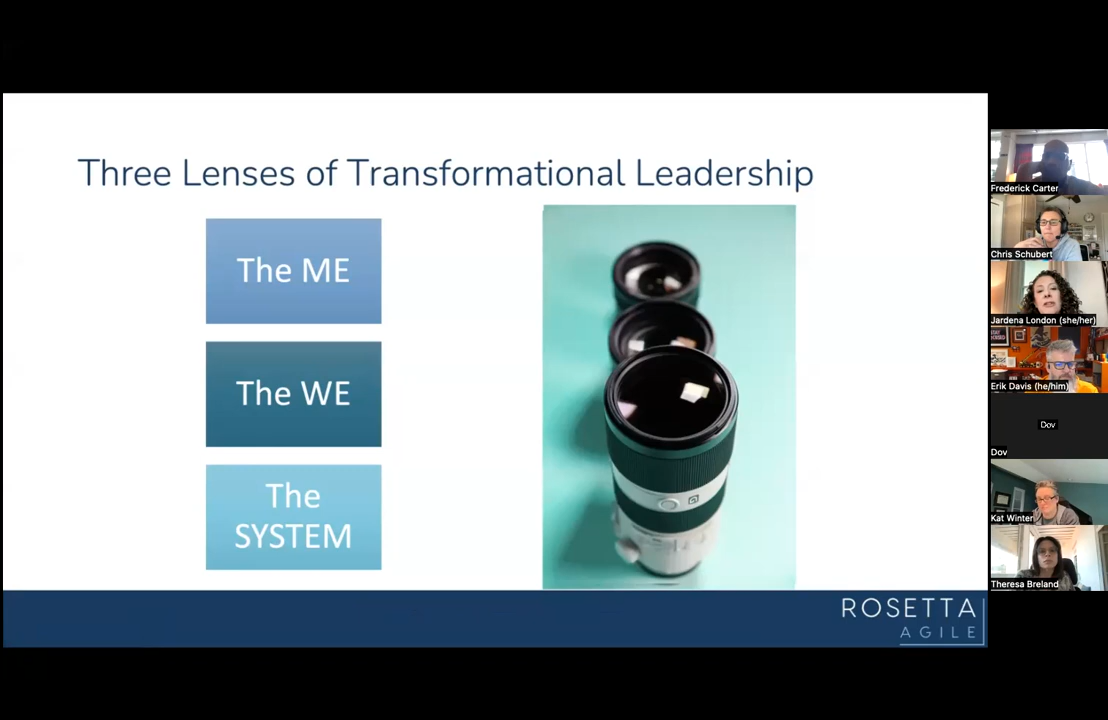 Three Lenses of Transformational Leadership
The ME
The WE
The
SYSTEM
ROSETTA
AGILE
Frederick Carter
Chris Schubert
Jardena London (she/her)
Erik Davis (he/him)
Dov
Dov
Kat Winter
Theresa Breland